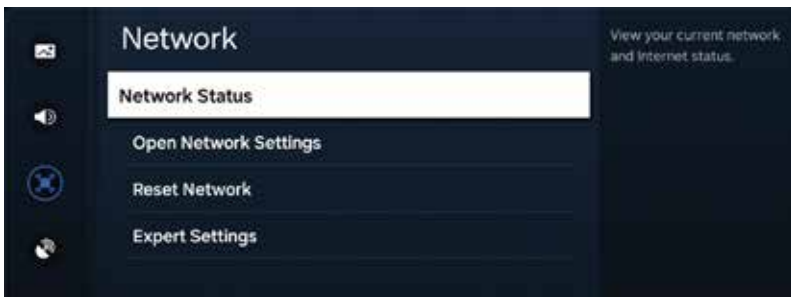 Network
Network Status
Open Network Settings
Reset Network
Expert Settings
View your current network
and Internet status.